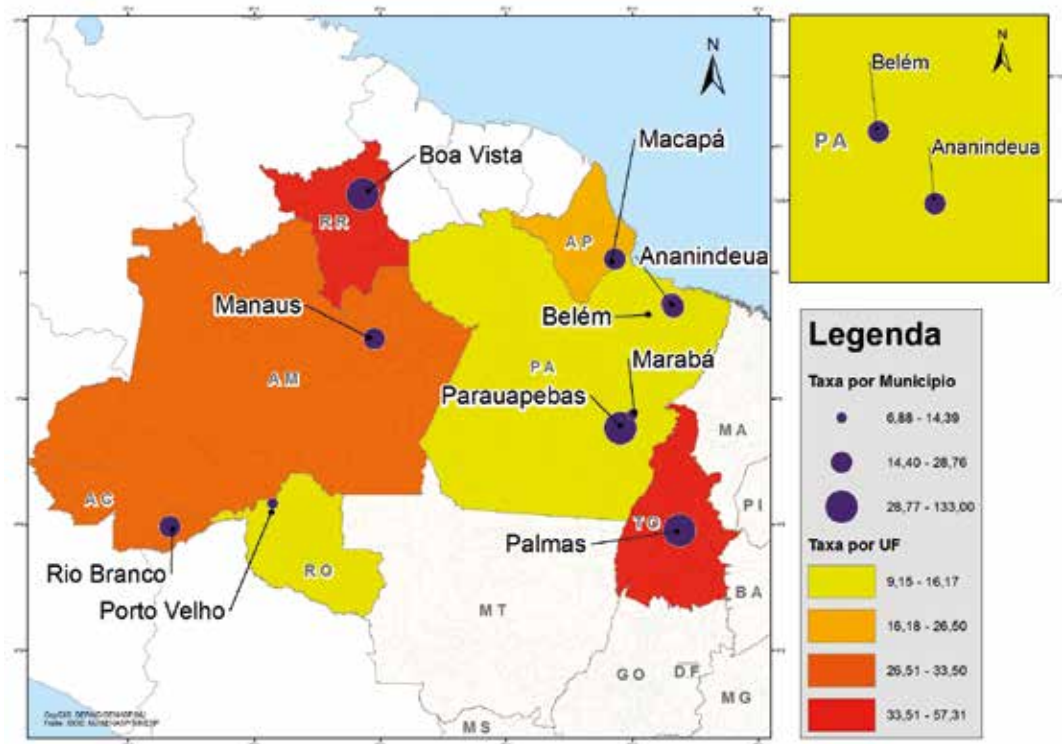 N
Boa Vista
Macapá
RR
AP
Ananindeua
Manaus
Belém
AM
PA
Marabá
Parauapebas
MA
AC
PI
TO
Palmas
Rio Branco
RO
Porto Velho
BA
MT
GO
DF
MG
MS
N
Belém
PA
Ananindeua
Legenda
Taxa por Município
6,88 - 14,39
14,40 - 28,76
28,77 - 133,00
Taxa por UF
9,15 - 16,17
16,18 - 26,50
26,51 - 33,50
33,51 - 57,31